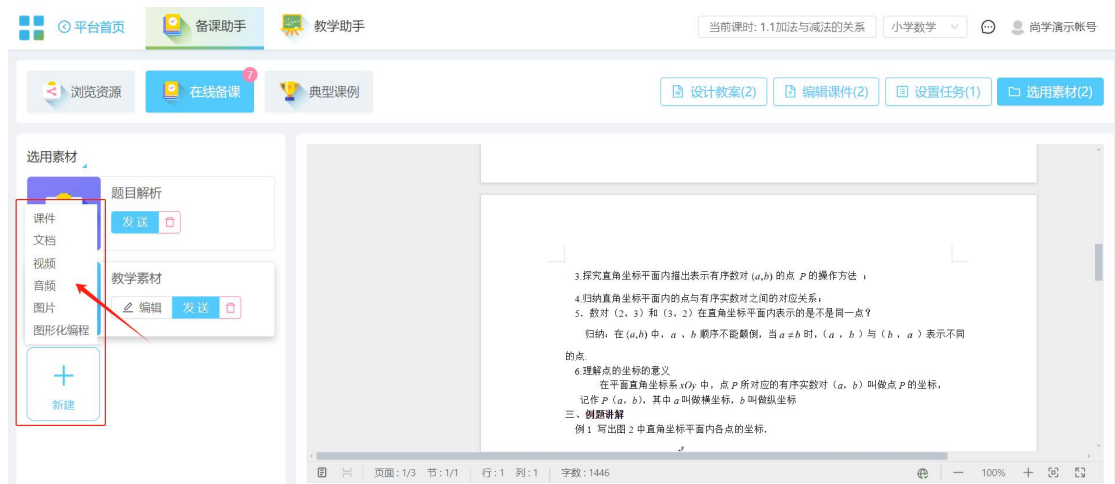 平台首页 备课助手 教学助手 当前课时: 1.1加法与减法的关系 小学数学 尚学演示帐号
浏览资源 在线备课 7 典型课例 设计教案(2) 编辑课件(2) 设置任务(1) 选用素材(2)
选用素材
题目解析
发送
课件
文档
视频
音频
图片
图形化编程
教学素材
编辑 发送
新建
3.探究直角坐标平面内描出表示有序数对 (a,b) 的点 P 的操作方法 ；
4.归纳直角坐标平面内的点与有序实数对之间的对应关系；
5．数对（2，3）和（3，2）在直角坐标平面内表示的是不是同一点？
归纳：在 (a,b) 中，a 、b 顺序不能颠倒，当 a ≠ b 时，（ a ，b ）与（ b ，a ）表示不同
的点.
6.理解点的坐标的意义
在平面直角坐标系 xOy 中，点 P 所对应的有序实数对（a，b）叫做点 P 的坐标，
记作 P（a，b），其中 a 叫做横坐标，b 叫做纵坐标
三、例题讲解
例 1 写出图 2 中直角坐标平面内各点的坐标．
y
页面 : 1/3 节 : 1/1 行 : 1 列 : 1 字数 : 1446 100%